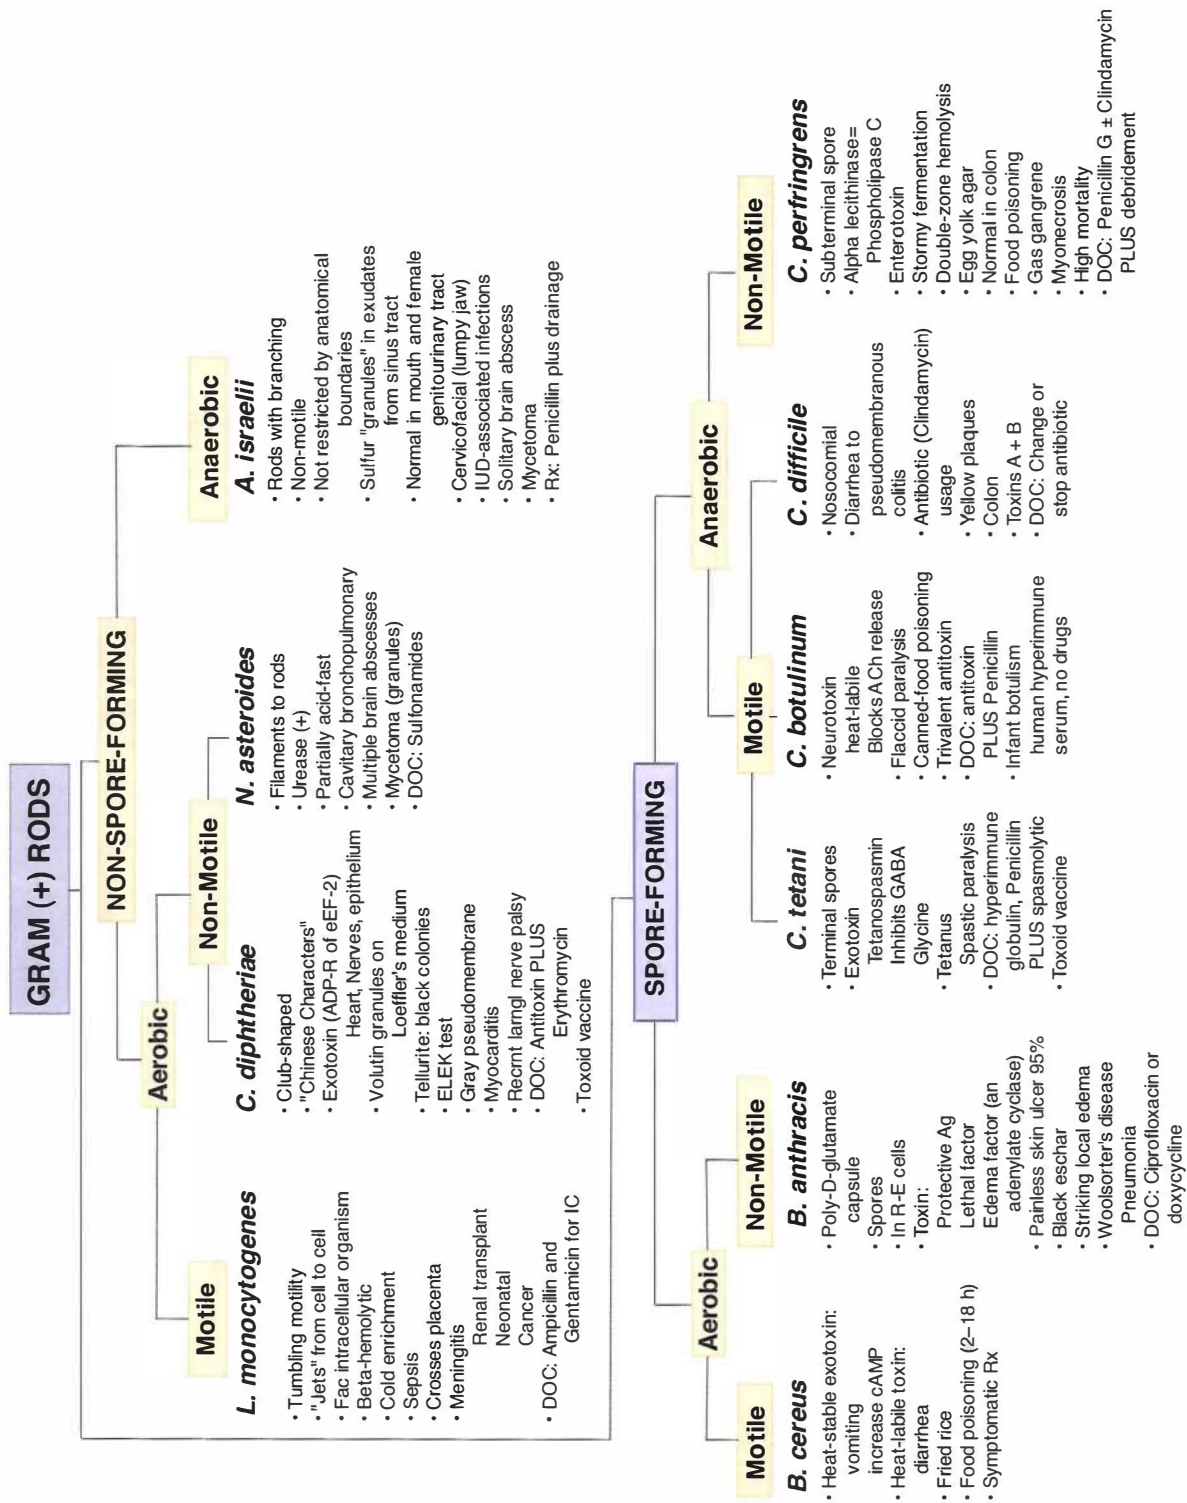 GRAM (+) RODS
NON-SPORE-FORMING
Aerobic
Anaerobic
Motile
Non-Motile
L. monocytogenes
• Tumbling motility
• "Jets" from cell to cell
• Fac intracellular organism
• Beta-hemolytic
• Cold enrichment
• Sepsis
• Crosses placenta
• Meningitis
Renal transplant
Neonatal
Cancer
• DOC: Ampicillin and
Gentamicin for IC
C. diphtheriae
• Club-shaped
• "Chinese Characters"
• Exotoxin (ADP-R of eEF-2)
Heart, Nerves, epithelium
• Volutin granules on
Loeffler's medium
• Tellurite: black colonies
• ELEK test
• Gray pseudomembrane
• Myocarditis
• Recrnt larngl nerve palsy
• DOC: Antitoxin PLUS
Erythromycin
• Toxoid vaccine
N. asteroides
• Filaments to rods
• Urease (+)
• Partially acid-fast
• Cavitary bronchopulmonary
• Multiple brain abscesses
• Mycetoma (granules)
• DOC: Sulfonamides
A. israelii
• Rods with branching
• Non-motile
• Not restricted by anatomical
boundaries
• Sulfur "granules" in exudates
from sinus tract
• Normal in mouth and female
genitourinary tract
• Cervicofacial (lumpy jaw)
• IUD-associated infections
• Solitary brain abscess
• Mycetoma
• Rx: Penicillin plus drainage
SPORE-FORMING
Aerobic
Anaerobic
Motile
Non-Motile
Motile
Non-Motile
B. cereus
• Heat-stable exotoxin:
vomiting
increase cAMP
• Heat-labile toxin:
diarrhea
• Fried rice
• Food poisoning (2–18 h)
• Symptomatic Rx
B. anthracis
• Poly-D-glutamate
capsule
• Spores
• In R-E cells
• Toxin:
Protective Ag
Lethal factor
Edema factor (an
adenylate cyclase)
• Painless skin ulcer 95%
• Black eschar
• Striking local edema
• Woolsorter's disease
Pneumonia
• DOC: Ciprofloxacin or
doxycycline
C. tetani
• Terminal spores
• Exotoxin
Tetanospasmin
Inhibits GABA
Glycine
• Tetanus
Spastic paralysis
• DOC: hyperimmune
globulin, Penicillin
PLUS spasmolytic
• Toxoid vaccine
C. botulinum
• Neurotoxin
heat-labile
Blocks ACh release
• Flaccid paralysis
• Canned-food poisoning
• Trivalent antitoxin
• DOC: antitoxin
PLUS Penicillin
• Infant botulism
human hyperimmune
serum, no drugs
C. difficile
• Nosocomial
• Diarrhea to
pseudomembranous
colitis
• Antibiotic (Clindamycin)
usage
• Yellow plaques
• Colon
• Toxins A + B
• DOC: Change or
stop antibiotic
C. perfringrens
• Subterminal spore
• Alpha lecithinase=
Phospholipase C
• Enterotoxin
• Stormy fermentation
• Double-zone hemolysis
• Egg yolk agar
• Normal in colon
• Food poisoning
• Gas gangrene
• Myonecrosis
• High mortality
• DOC: Penicillin G ± Clindamycin
PLUS debridement